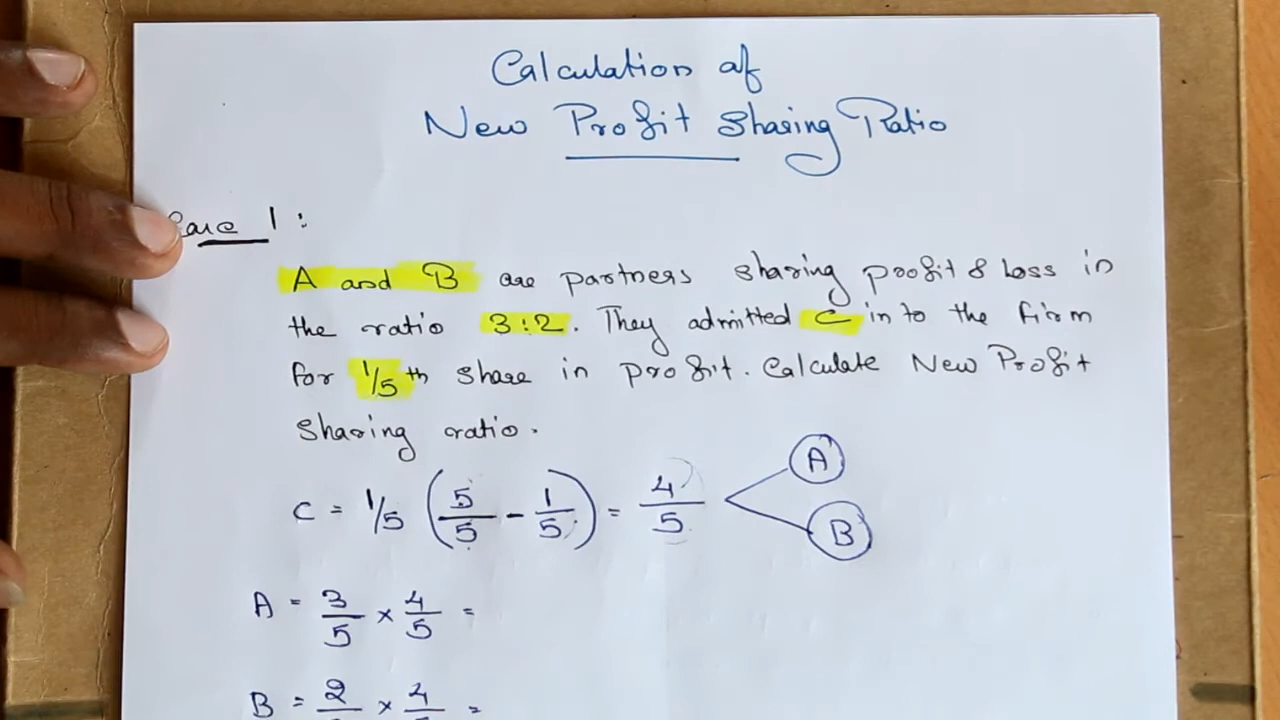 Calculation of
New Profit Sharing Ratio
Case 1 :
A and B are partners sharing profit & loss in
the ratio 3:2. They admitted C in to the firm
for 1/5 th share in profit. Calculate New Profit
Sharing ratio.
C = 1/5 (5/5 - 1/5) = 4/5 A B
A = 3/5 × 4/5 =
B = 2/ × 4/ =